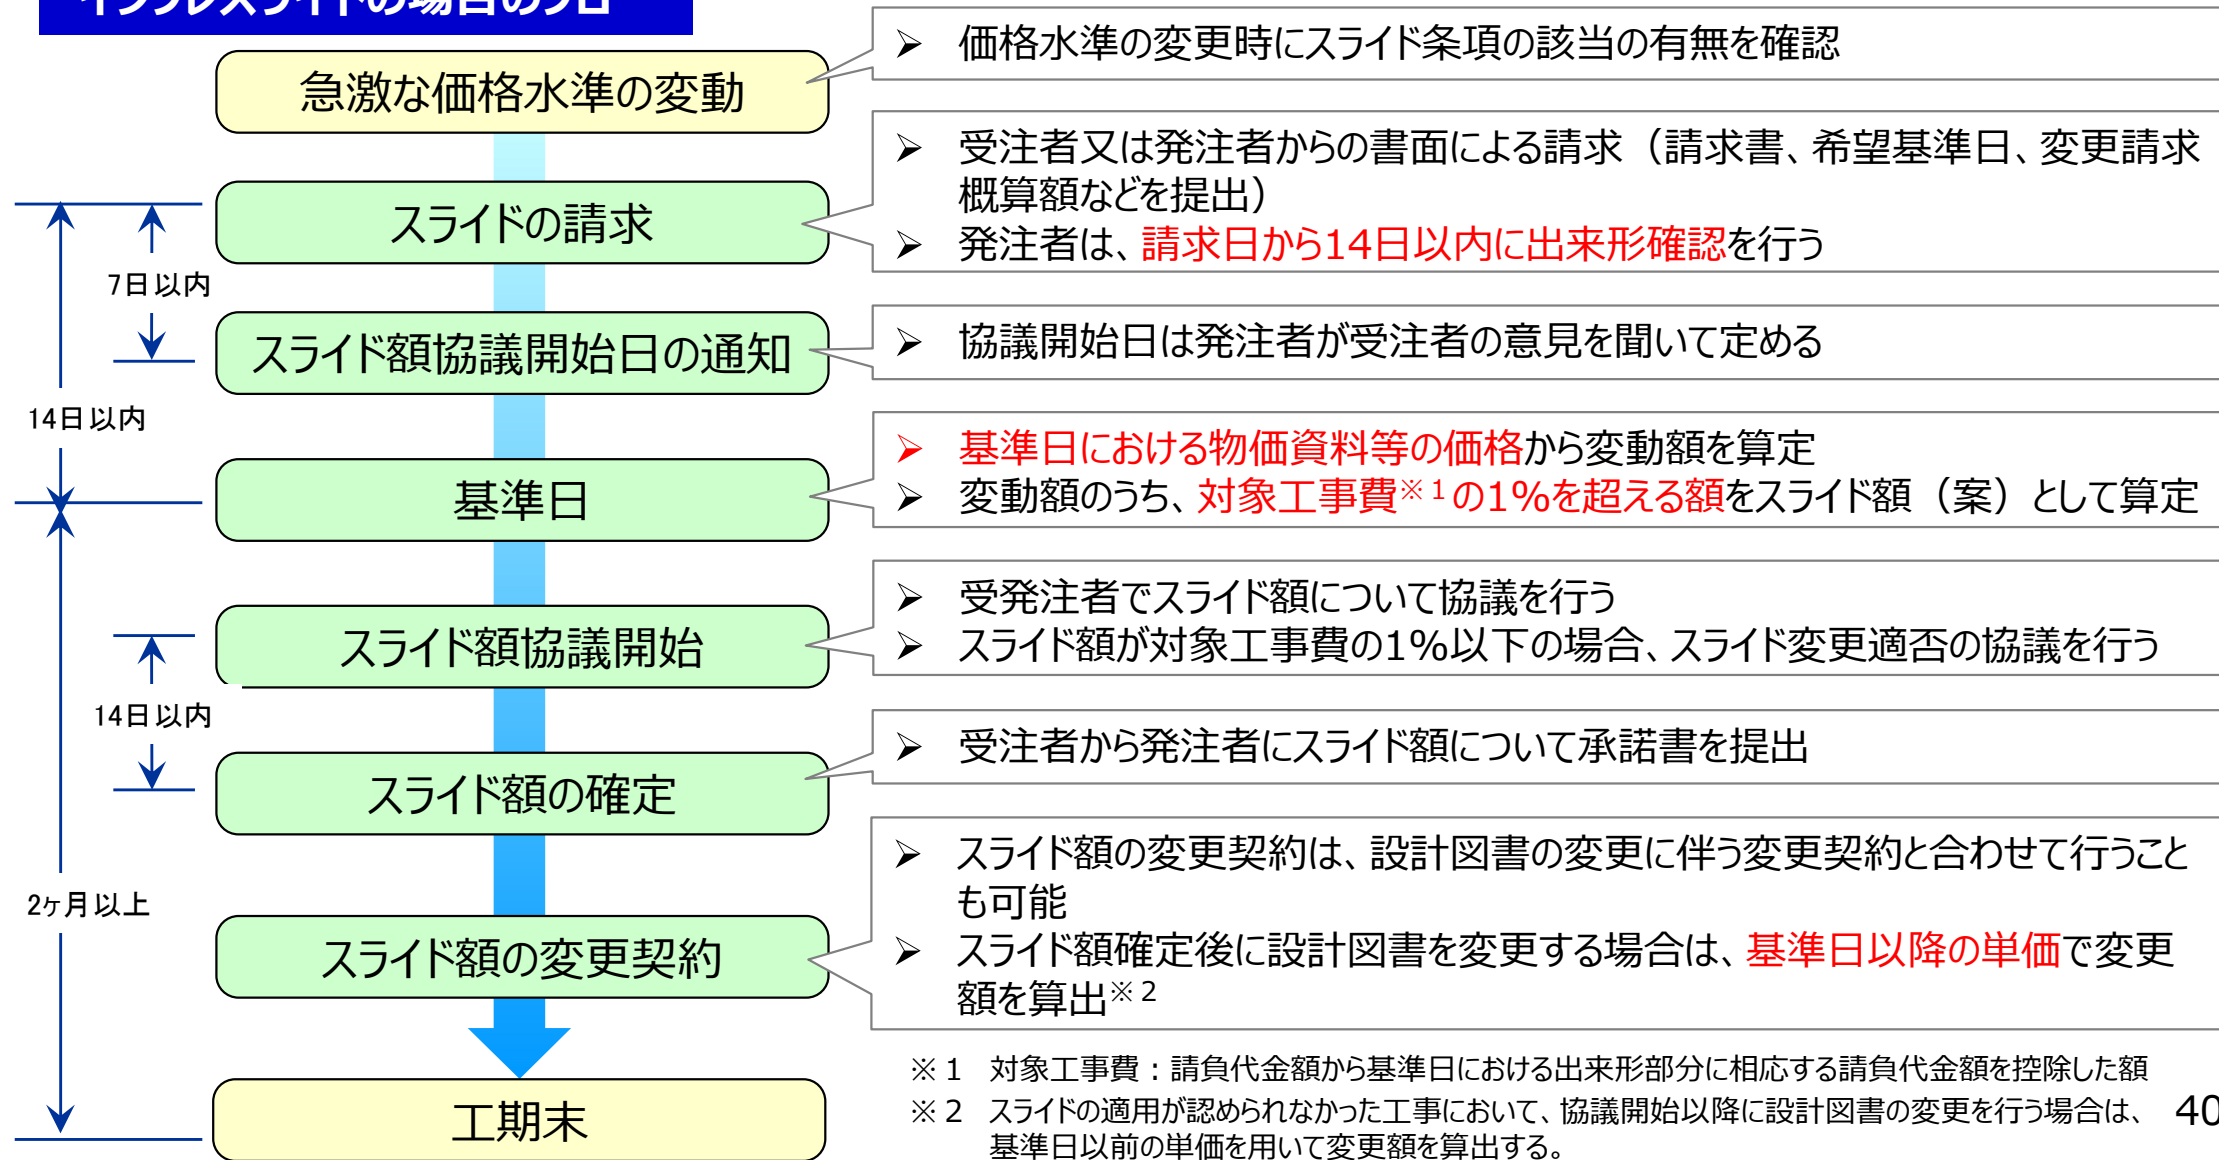 インフレスライドの場合のフロー
急激な価格水準の変動
➢ 価格水準の変更時にスライド条項の該当の有無を確認
スライドの請求
➢ 受注者又は発注者からの書面による請求（請求書、希望基準日、変更請求
概算額などを提出）
➢ 発注者は、請求日から14日以内に出来形確認を行う
7日以内
スライド額協議開始日の通知
➢ 協議開始日は発注者が受注者の意見を聞いて定める
14日以内
基準日
➢ 基準日における物価資料等の価格から変動額を算定
➢ 変動額のうち、対象工事費※１の1%を超える額をスライド額（案）として算定
スライド額協議開始
➢ 受発注者でスライド額について協議を行う
➢ スライド額が対象工事費の1%以下の場合、スライド変更適否の協議を行う
14日以内
スライド額の確定
➢ 受注者から発注者にスライド額について承諾書を提出
2ヶ月以上
スライド額の変更契約
➢ スライド額の変更契約は、設計図書の変更に伴う変更契約と合わせて行うこと
も可能
➢ スライド額確定後に設計図書を変更する場合は、基準日以降の単価で変更
額を算出※２
工期末
※１ 対象工事費：請負代金額から基準日における出来形部分に相応する請負代金額を控除した額
※２ スライドの適用が認められなかった工事において、協議開始以降に設計図書の変更を行う場合は、
基準日以前の単価を用いて変更額を算出する。
40